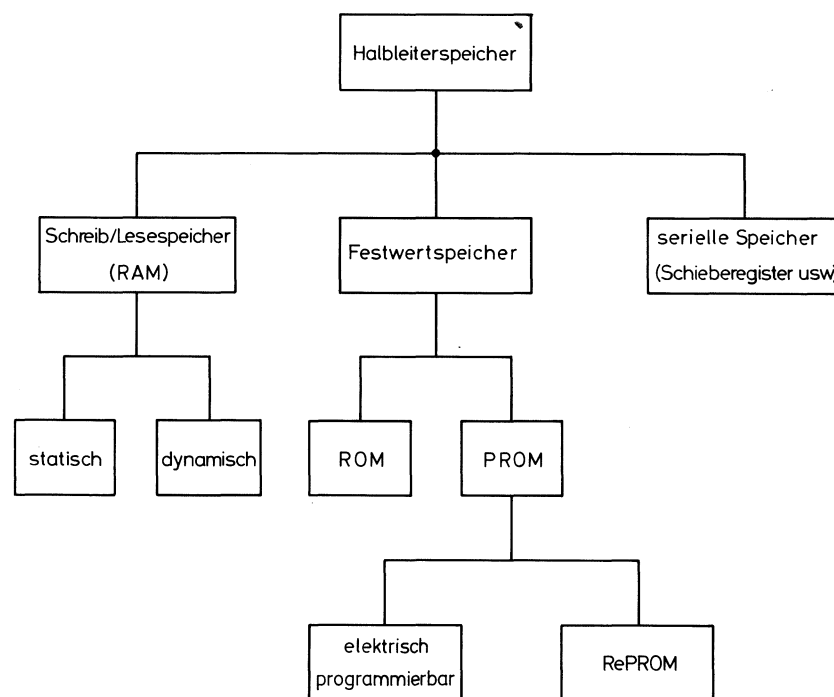 Halbleiterspeicher
Schreib/Lesespeicher
(RAM)
Festwertspeicher
serielle Speicher
(Schieberegister usw)
statisch
dynamisch
ROM
PROM
elektrisch
programmierbar
RePROM